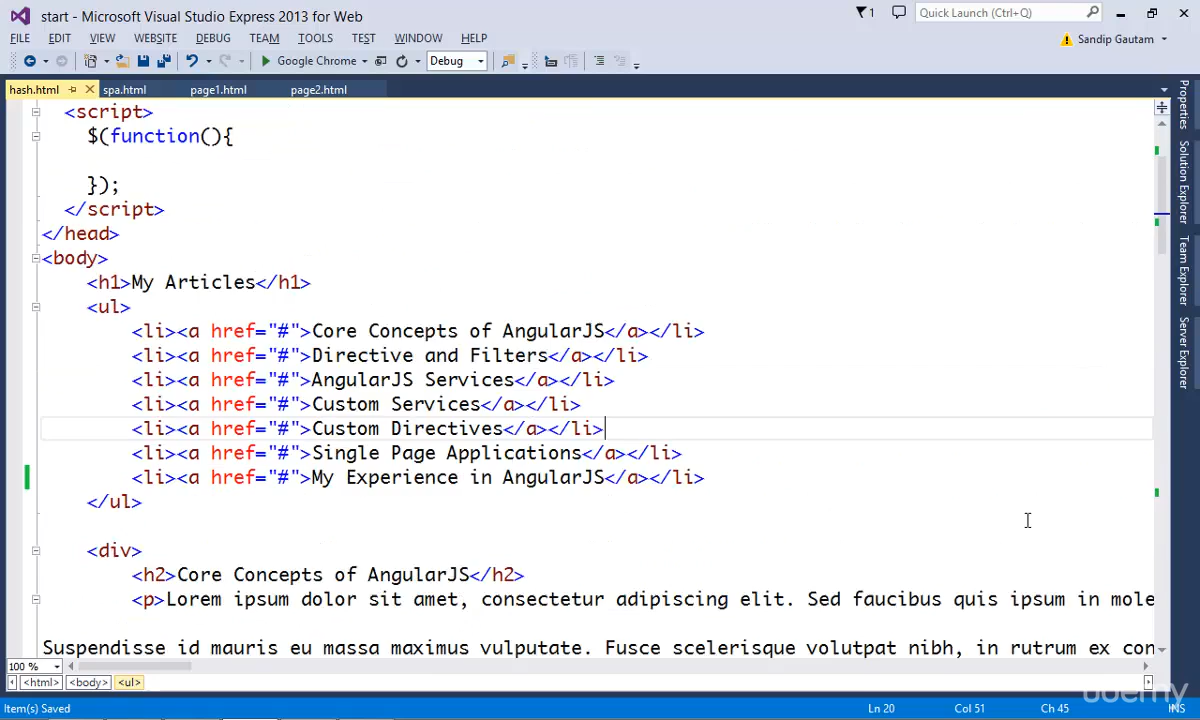 start - Microsoft Visual Studio Express 2013 for Web
1
Quick Launch (Ctrl+Q)
FILE EDIT VIEW WEBSITE DEBUG TEAM TOOLS TEST WINDOW HELP
Sandip Gautam
Google Chrome
Debug
hash.html spa.html page1.html page2.html
<script>
$(function(){
});
</script>
</head>
<body>
<h1>My Articles</h1>
<ul>
<li><a href="#">Core Concepts of AngularJS</a></li>
<li><a href="#">Directive and Filters</a></li>
<li><a href="#">AngularJS Services</a></li>
<li><a href="#">Custom Services</a></li>
<li><a href="#">Custom Directives</a></li>
<li><a href="#">Single Page Applications</a></li>
<li><a href="#">My Experience in AngularJS</a></li>
</ul>
<div>
<h2>Core Concepts of AngularJS</h2>
<p>Lorem ipsum dolor sit amet, consectetur adipiscing elit. Sed faucibus quis ipsum in mole
Suspendisse id mauris eu massa maximus vulputate. Fusce scelerisque volutpat nibh, in rutrum ex con
Properties
Solution Explorer
Team Explorer
Server Explorer
100 %
<html> <body> <ul>
udemy
Item(s) Saved
Ln 20 Col 51 Ch 45 INS